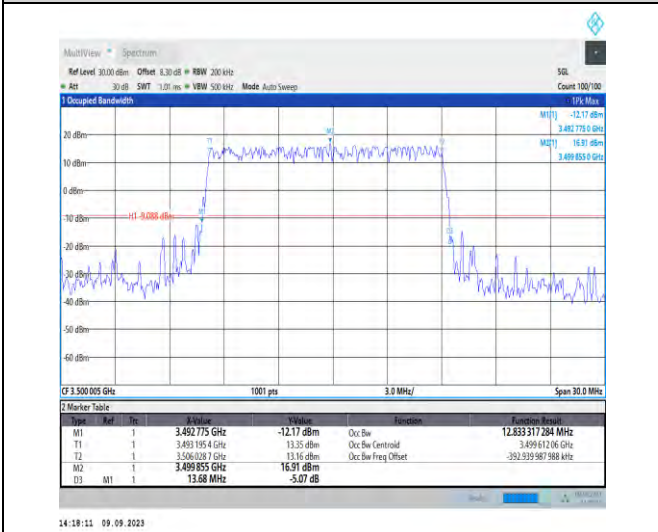 MultiView Spectrum
Ref Level 30.00 dBm Offset 8.30 dB RBW 200 kHz SGL
Att 30 dB SWT 1.01 ms VBW 500 kHz Mode Auto Sweep Count 100/100
1 Occupied Bandwidth 1Pk Max
M1[1] -12.17 dBm
3.492 775 0 GHz
20 dBm M2[1] 16.91 dBm
3.499 855 0 GHz
T1 M2
10 dBm
0 dBm
-10 dBm H1 -9.088 dBm
-20 dBm
-30 dBm
-40 dBm
-50 dBm
-60 dBm
CF 3.500 005 GHz 1001 pts 3.0 MHz/ Span 30.0 MHz
2 Marker Table
Type Ref Trc X-Value Y-Value Function Function Result
M1 1 3.492775 GHz -12.17 dBm Occ Bw 12.833 317 284 MHz
T1 1 3.493 195 4 GHz 13.35 dBm Occ Bw Centroid 3.499 612 06 GHz
T2 1 3.506 028 7 GHz 13.16 dBm Occ Bw Freq Offset -392.939 987 988 kHz
M2 1 3.499 855 GHz 16.91 dBm
D3 M1 1 13.68 MHz -5.07 dB
14:18:11 09.09.2023